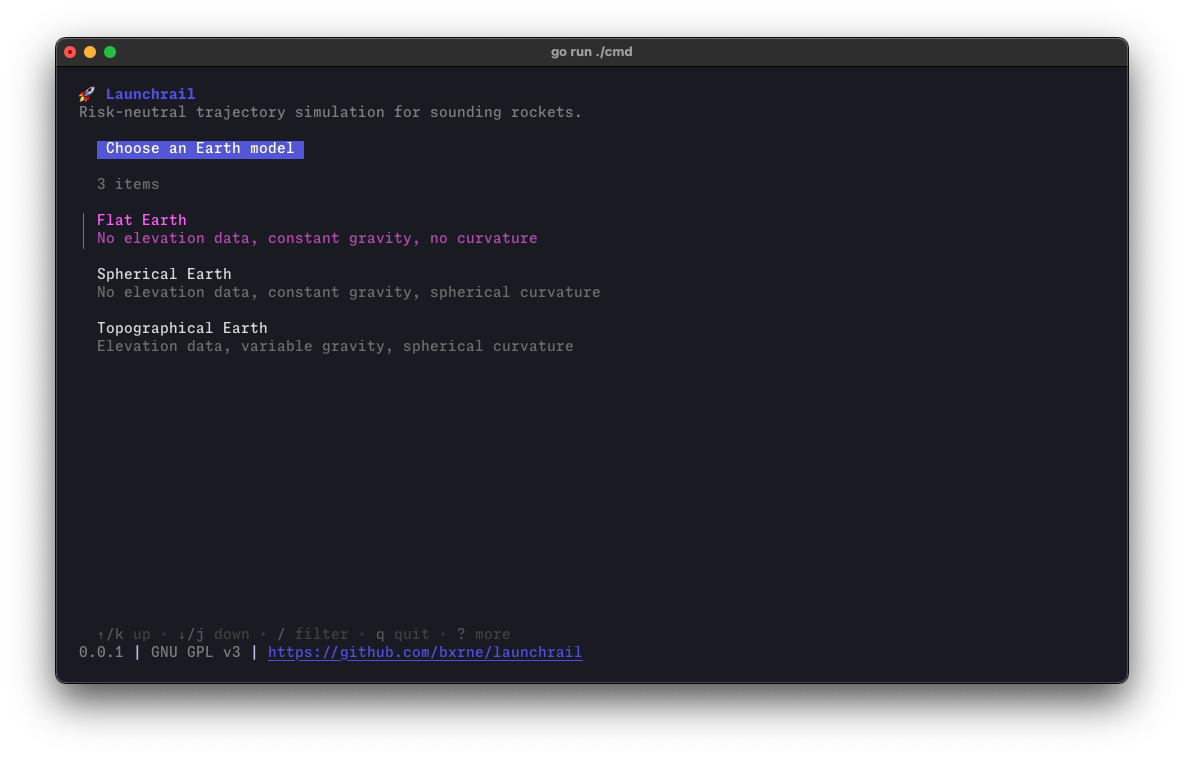 go run ./cmd
🚀 Launchrail
Risk-neutral trajectory simulation for sounding rockets.
Choose an Earth model
3 items
Flat Earth
No elevation data, constant gravity, no curvature
Spherical Earth
No elevation data, constant gravity, spherical curvature
Topographical Earth
Elevation data, variable gravity, spherical curvature
↑/k up · ↓/j down · / filter · q quit · ? more
0.0.1 | GNU GPL v3 | https://github.com/bxrne/launchrail